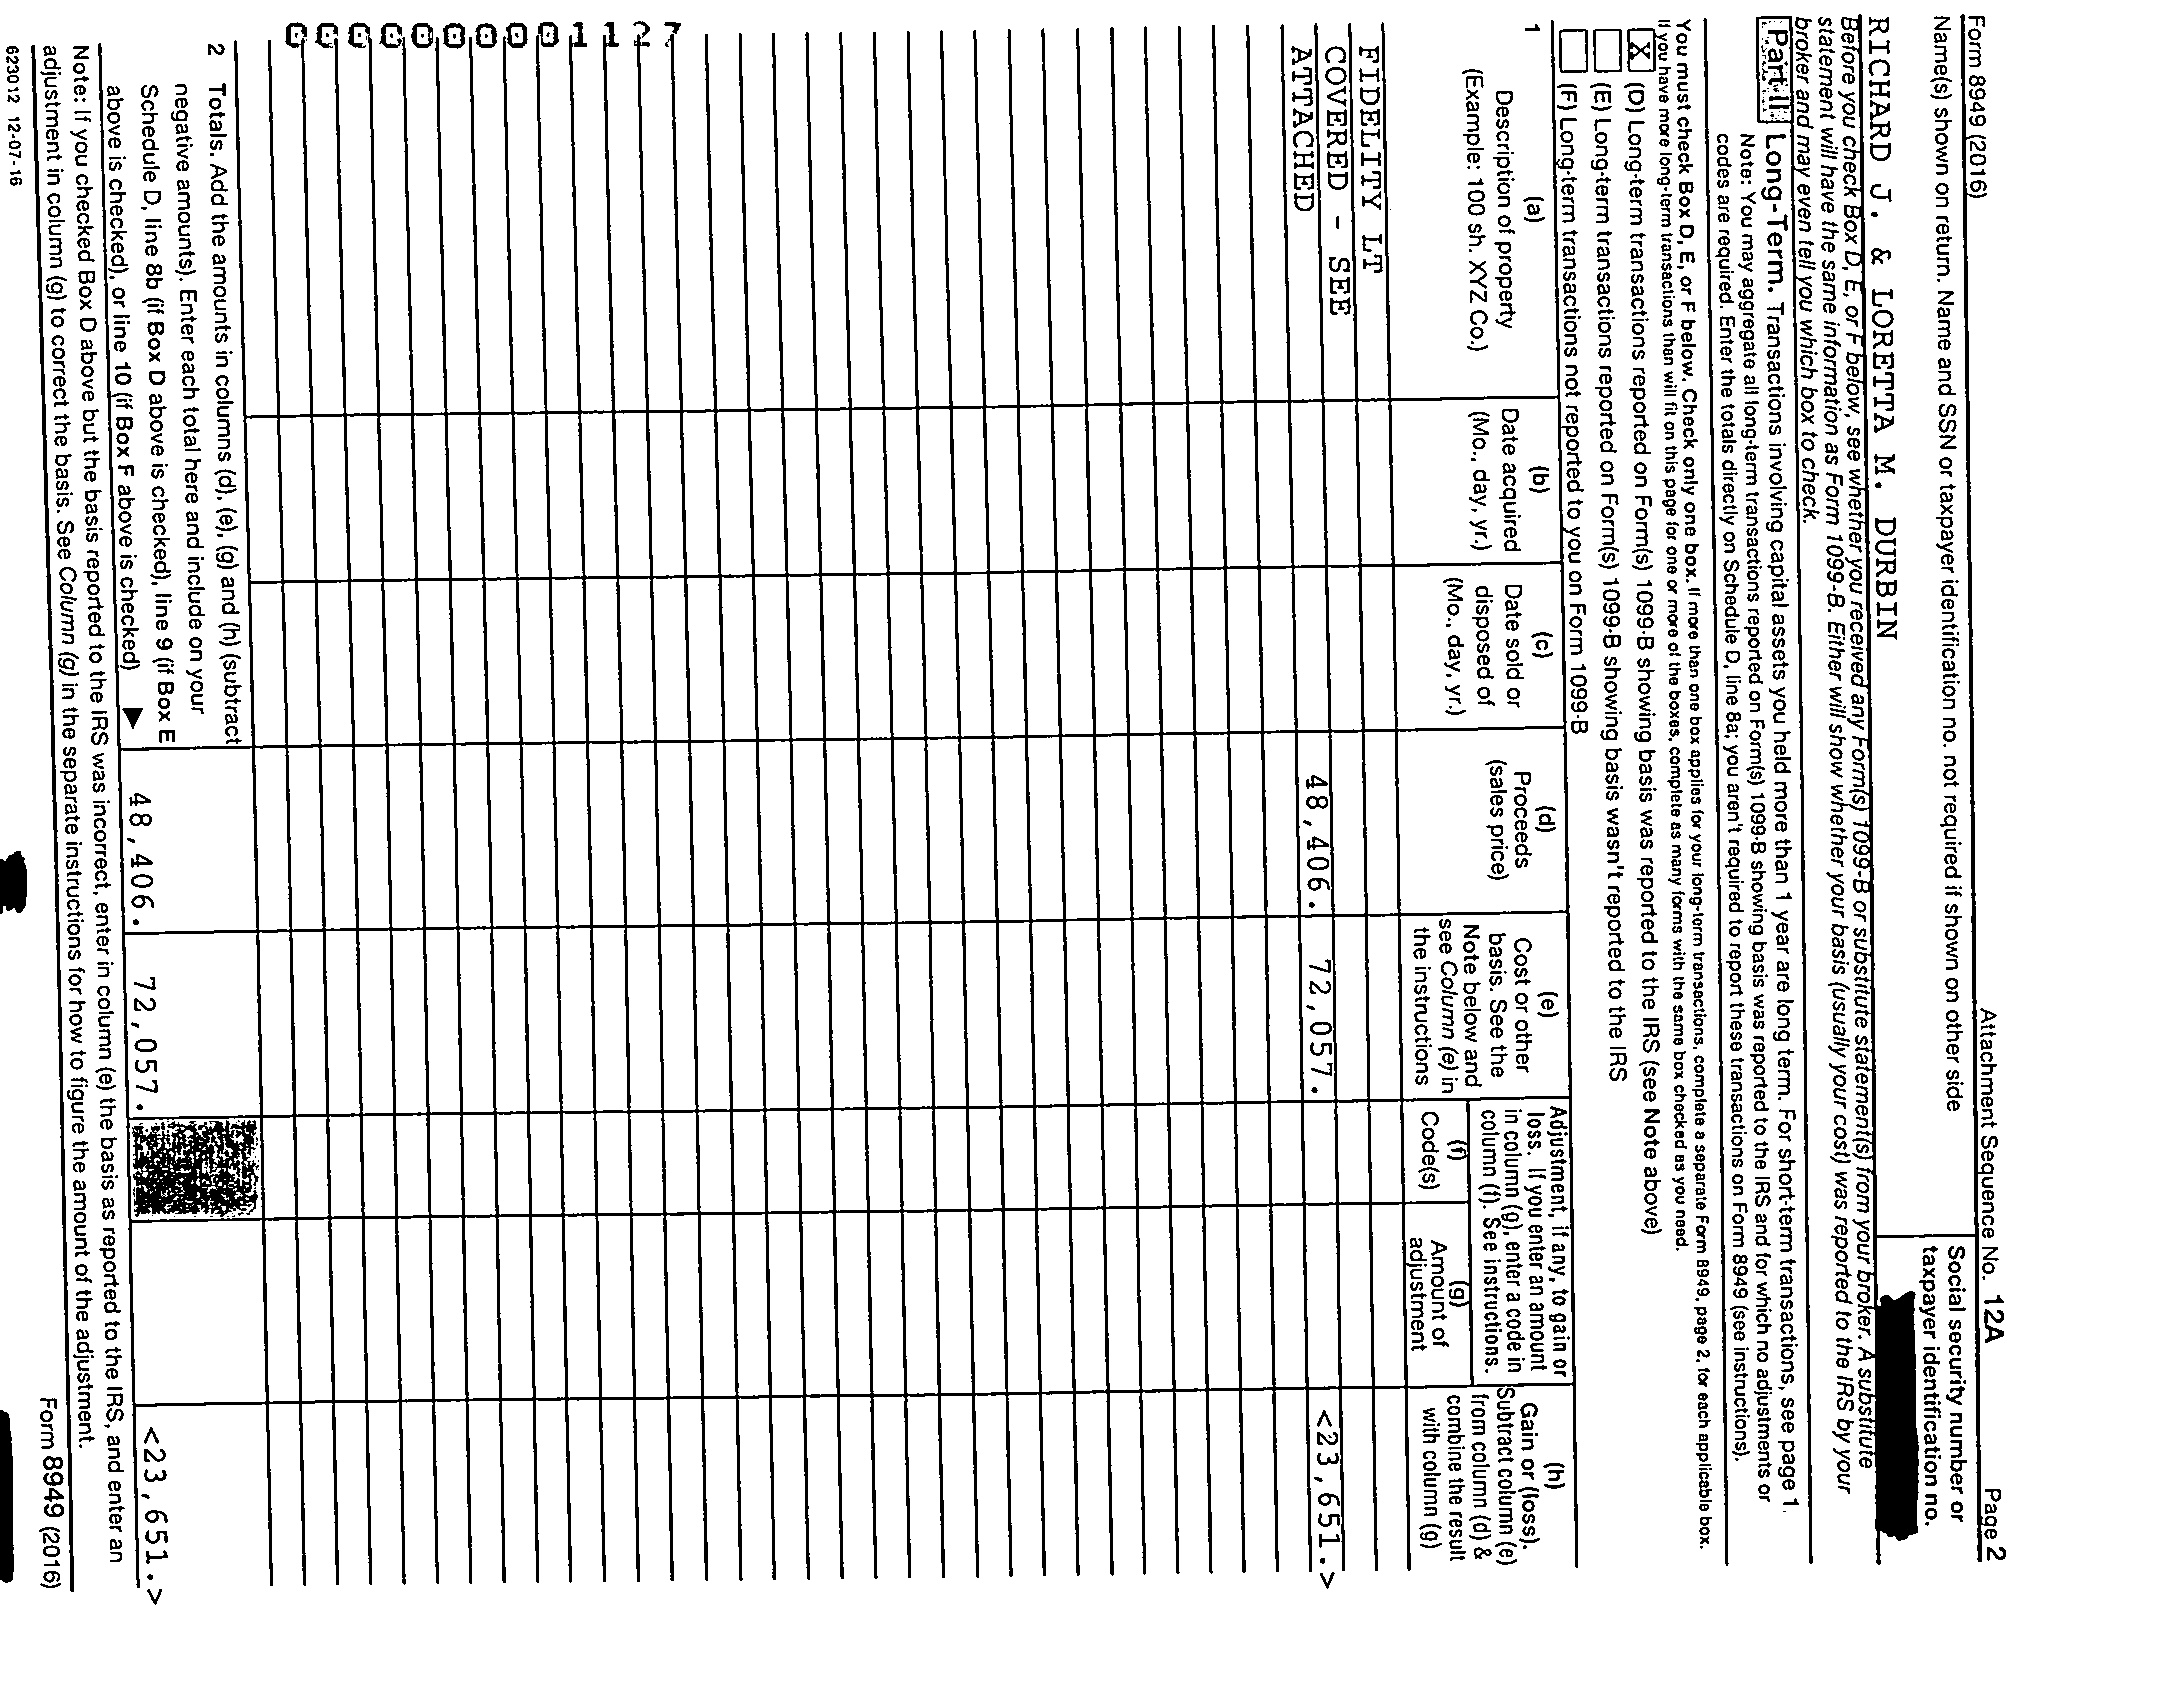 Form 8949 (2016) Attachment Sequence No. 12A Page 2
Name(s) shown on return. Name and SSN or taxpayer identification no. not required if shown on other side
Social security number or
taxpayer identification no.
RICHARD J. & LORETTA M. DURBIN
Before you check Box D, E, or F below, see whether you received any Form(s) 1099-B or substitute statement(s) from your broker. A substitute
statement will have the same information as Form 1099-B. Either will show whether your basis (usually your cost) was reported to the IRS by your
broker and may even tell you which box to check.
Part II Long-Term. Transactions involving capital assets you held more than 1 year are long term. For short-term transactions, see page 1.
Note: You may aggregate all long-term transactions reported on Form(s) 1099-B showing basis was reported to the IRS and for which no adjustments or
codes are required. Enter the totals directly on Schedule D, line 8a; you aren't required to report these transactions on Form 8949 (see instructions).
You must check Box D, E, or F below. Check only one box. If more than one box applies for your long-term transactions, complete a separate Form 8949, page 2, for each applicable box.
If you have more long-term transactions than will fit on this page for one or more of the boxes, complete as many forms with the same box checked as you need.
X (D) Long-term transactions reported on Form(s) 1099-B showing basis was reported to the IRS (see Note above)
(E) Long-term transactions reported on Form(s) 1099-B showing basis wasn't reported to the IRS
(F) Long-term transactions not reported to you on Form 1099-B
1
(a)
Description of property
(Example: 100 sh. XYZ Co.)
(b)
Date acquired
(Mo., day, yr.)
(c)
Date sold or
disposed of
(Mo., day, yr.)
(d)
Proceeds
(sales price)
(e)
Cost or other
basis. See the
Note below and
see Column (e) in
the instructions
Adjustment, if any, to gain or
loss. If you enter an amount
in column (g), enter a code in
column (f). See instructions.
(f)
Code(s)
(g)
Amount of
adjustment
(h)
Gain or (loss).
Subtract column (e)
from column (d) &
combine the result
with column (g)
FIDELITY LT
COVERED - SEE
ATTACHED 48,406. 72,057. <23,651.>
00000000001127
2 Totals. Add the amounts in columns (d), (e), (g) and (h) (subtract
negative amounts). Enter each total here and include on your
Schedule D, line 8b (if Box D above is checked), line 9 (if Box E
above is checked), or line 10 (if Box F above is checked) ▶ 48,406. 72,057. <23,651.>
Note: If you checked Box D above but the basis reported to the IRS was incorrect, enter in column (e) the basis as reported to the IRS, and enter an
adjustment in column (g) to correct the basis. See Column (g) in the separate instructions for how to figure the amount of the adjustment.
623012 12-07-16 Form 8949 (2016)